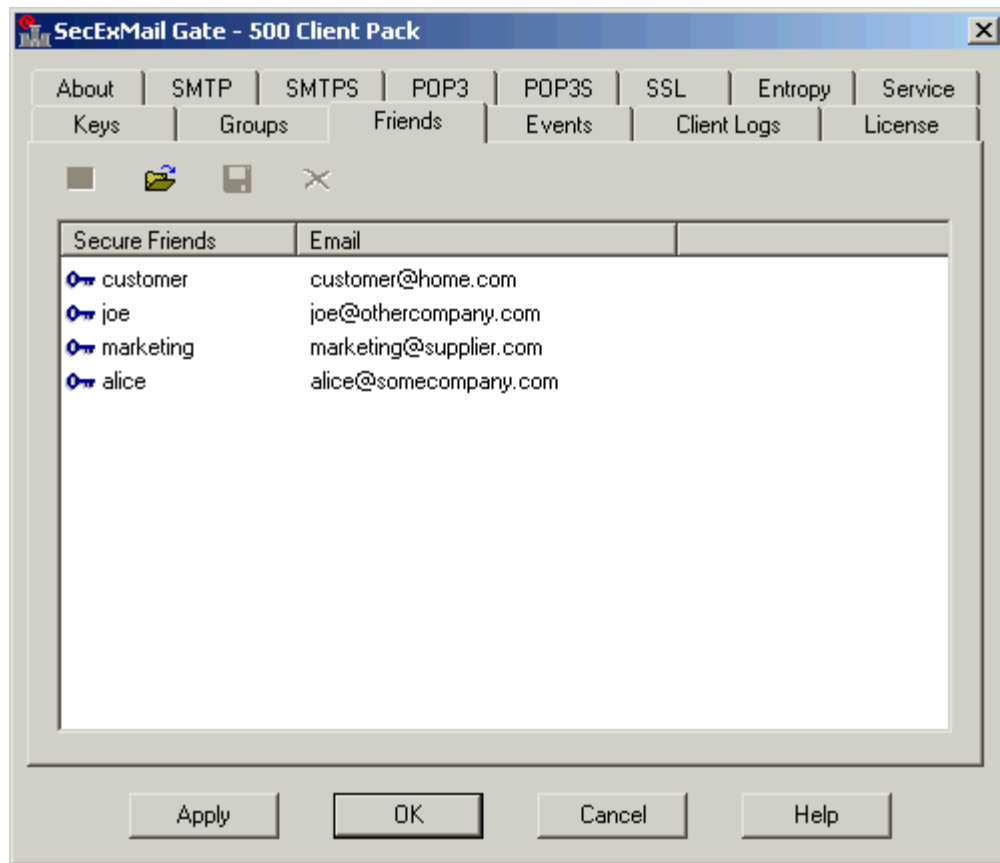 SecExMail Gate - 500 Client Pack
About SMTP SMTPS POP3 POP3S SSL Entropy Service
Keys Groups Friends Events Client Logs License
Secure Friends Email
customer customer@home.com
joe joe@othercompany.com
marketing marketing@supplier.com
alice alice@somecompany.com
Apply OK Cancel Help